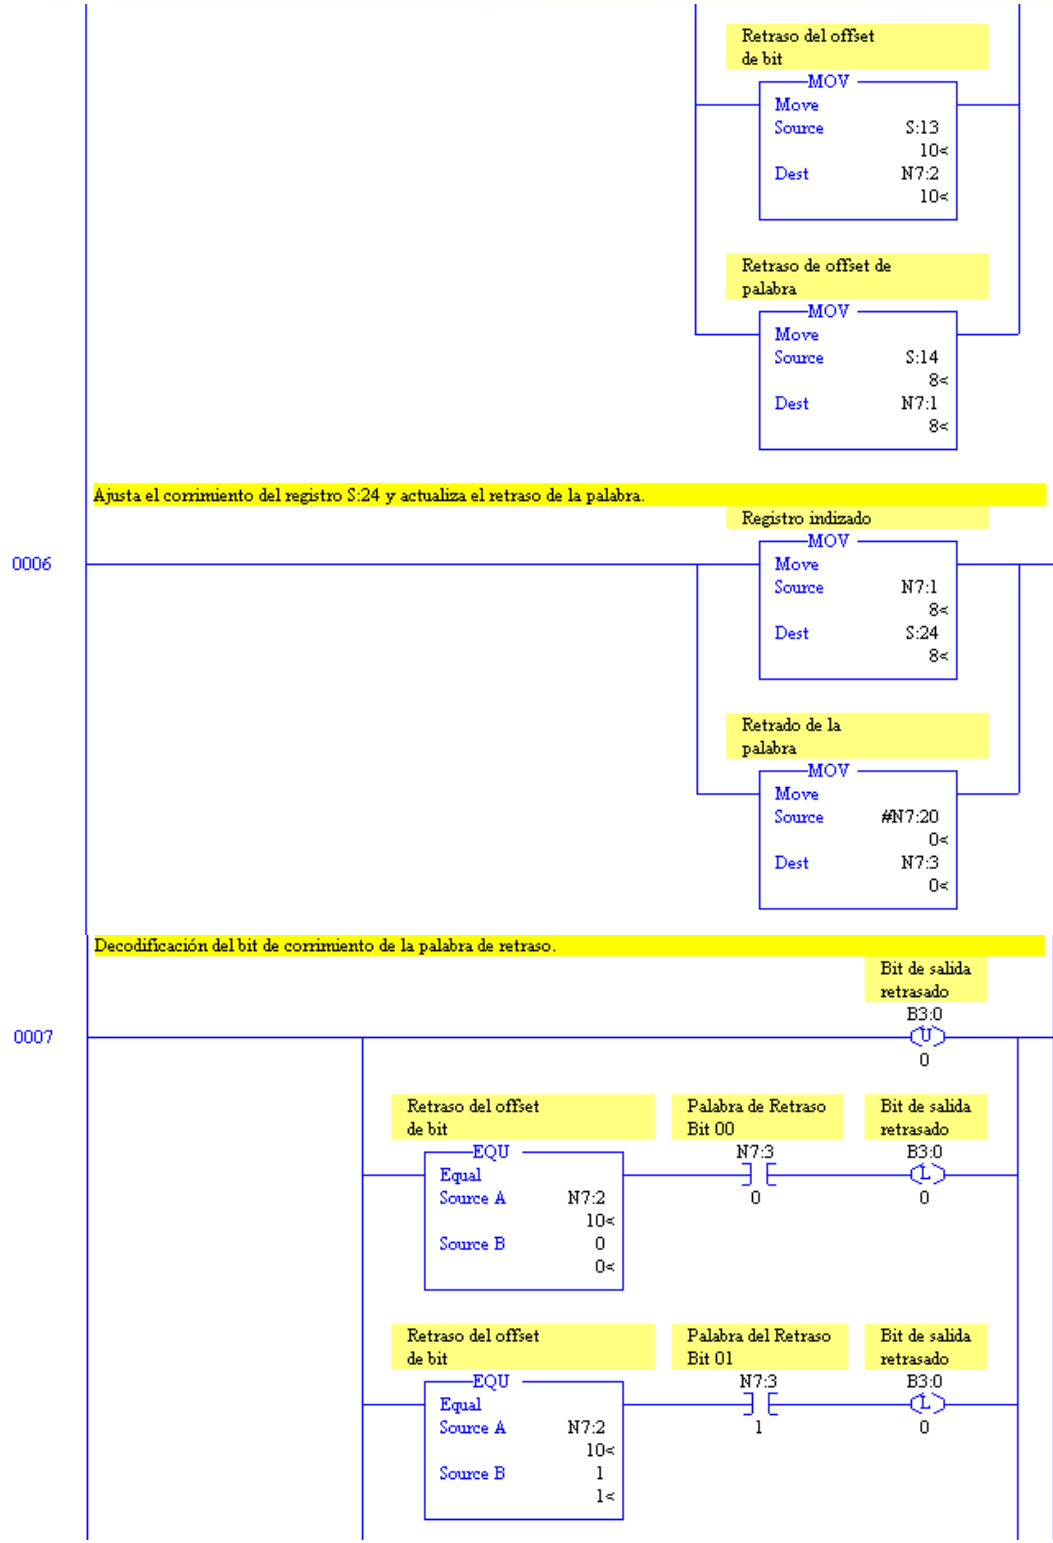 Retraso del offset
de bit
MOV
Move
Source S:13
10<
Dest N7:2
10<
Retraso de offset de
palabra
MOV
Move
Source S:14
8<
Dest N7:1
8<
Ajusta el corrimiento del registro S:24 y actualiza el retraso de la palabra.
Registro indizado
0006
MOV
Move
Source N7:1
8<
Dest S:24
8<
Retrado de la
palabra
MOV
Move
Source #N7:20
0<
Dest N7:3
0<
Decodificación del bit de corrimiento de la palabra de retraso.
Bit de salida
retrasado
B3:0
0007
U
0
Retraso del offset
de bit
EQU
Equal
Source A N7:2
10<
Source B 0
0<
Palabra de Retraso
Bit 00
N7:3
0
Bit de salida
retrasado
B3:0
L
0
Retraso del offset
de bit
EQU
Equal
Source A N7:2
10<
Source B 1
1<
Palabra del Retraso
Bit 01
N7:3
1
Bit de salida
retrasado
B3:0
L
0